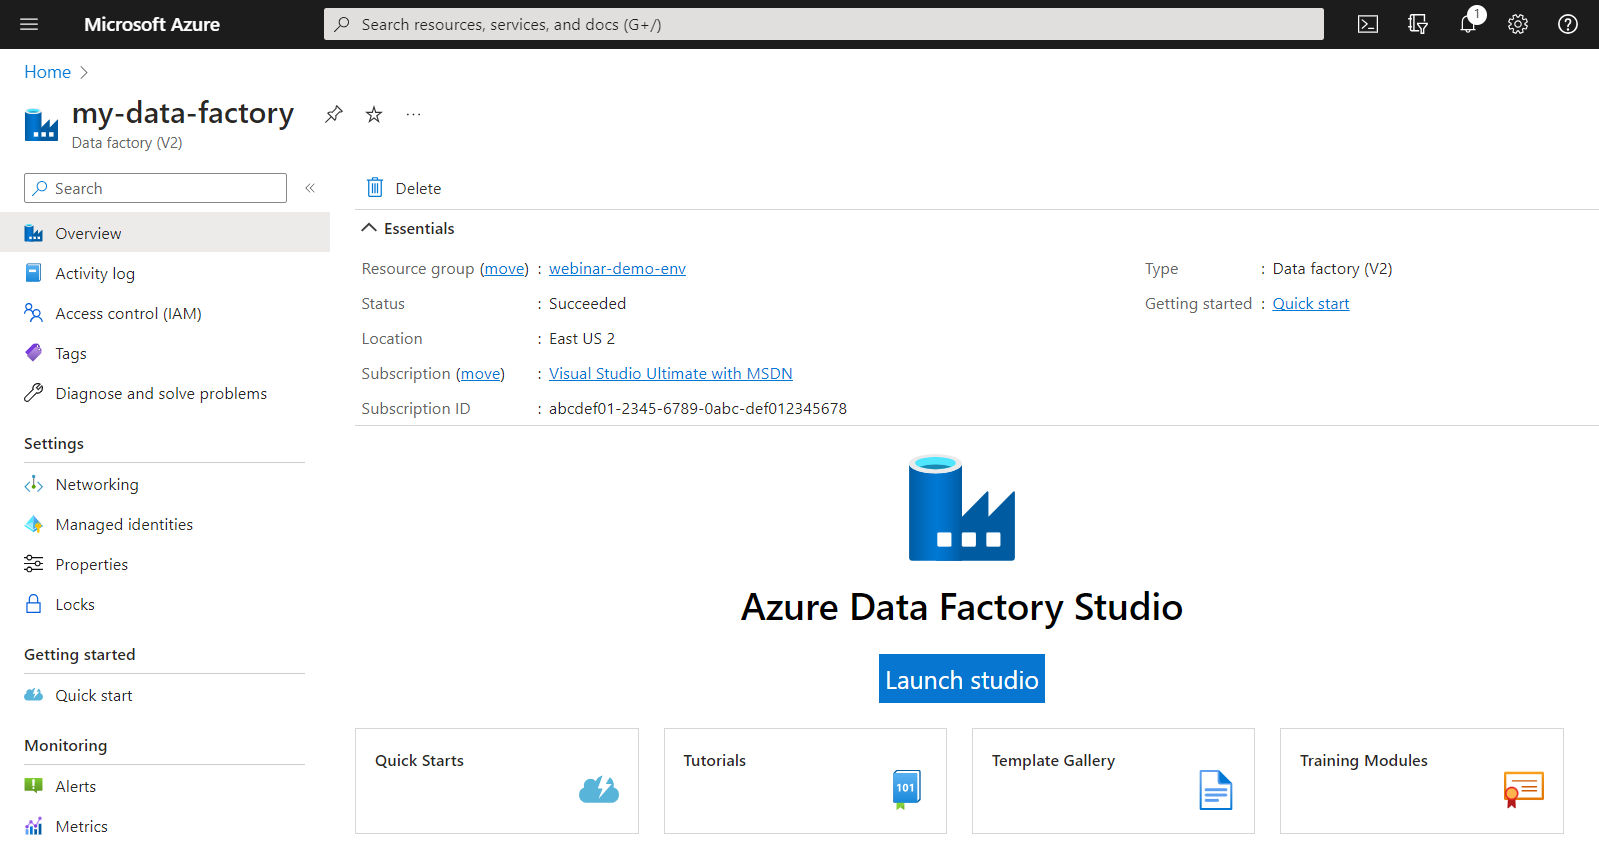 Microsoft Azure
Search resources, services, and docs (G+/)
1
Home
my-data-factory
Data factory (V2)
Search
Overview
Activity log
Access control (IAM)
Tags
Diagnose and solve problems
Settings
Networking
Managed identities
Properties
Locks
Getting started
Quick start
Monitoring
Alerts
Metrics
Delete
Essentials
Resource group (move) : webinar-demo-env
Status : Succeeded
Location : East US 2
Subscription (move) : Visual Studio Ultimate with MSDN
Subscription ID : abcdef01-2345-6789-0abc-def012345678
Type : Data factory (V2)
Getting started : Quick start
Azure Data Factory Studio
Launch studio
Quick Starts
Tutorials
101
Template Gallery
Training Modules